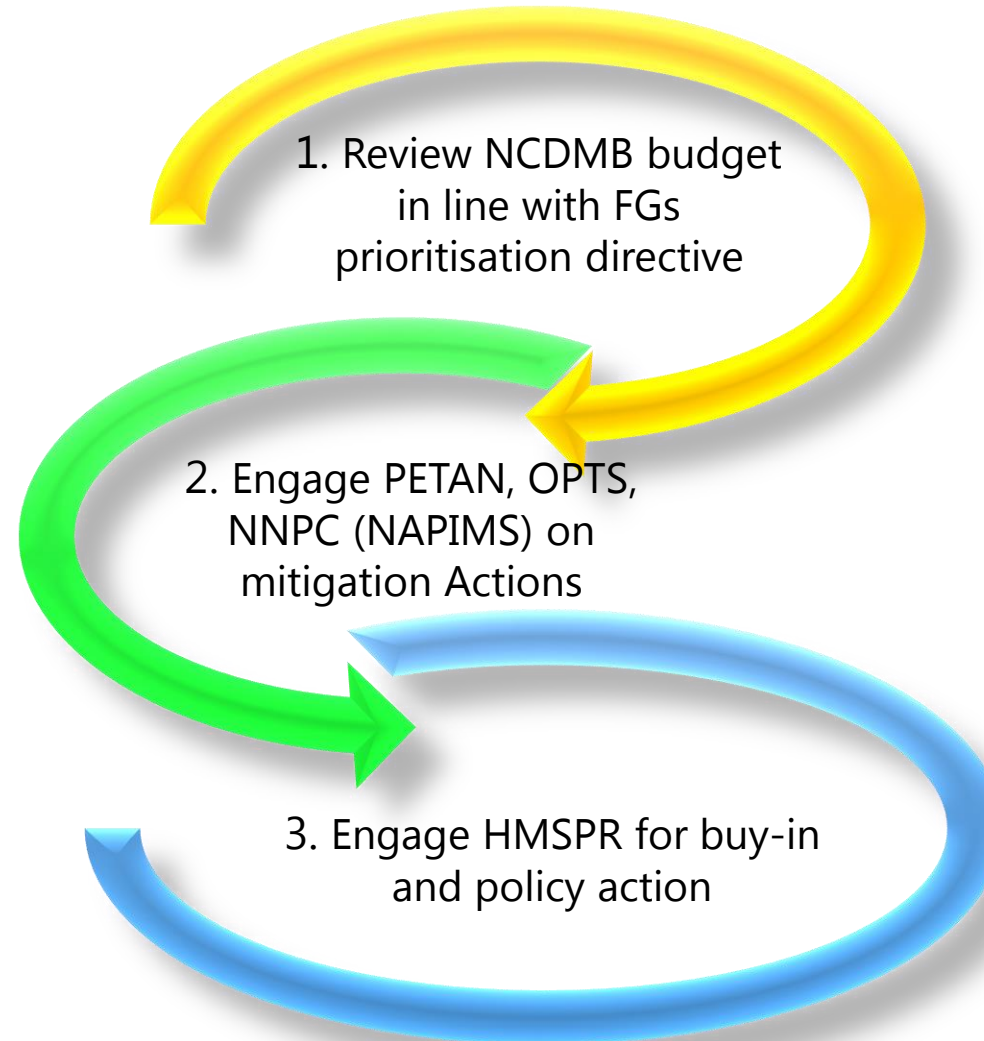 1. Review NCDMB budget
in line with FGs
prioritisation directive
2. Engage PETAN, OPTS,
NNPC (NAPIMS) on
mitigation Actions
3. Engage HMSPR for buy-in
and policy action